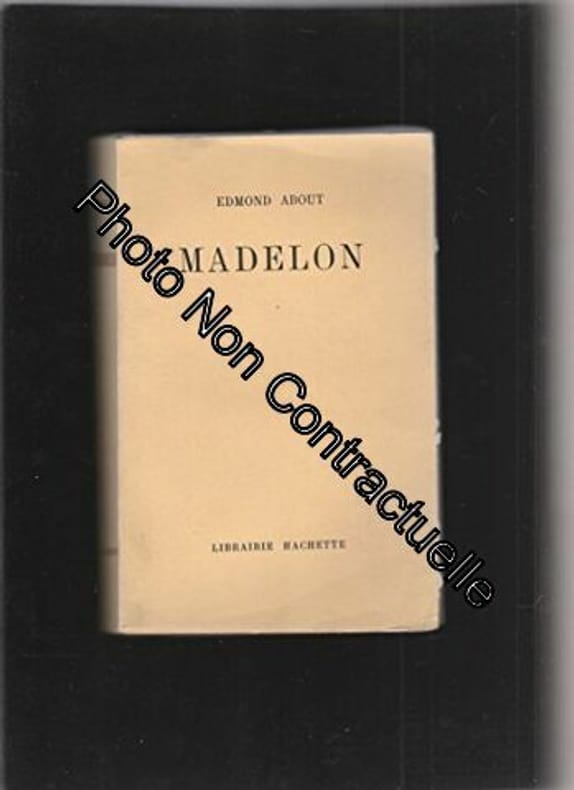 EDMOND ABOUT
MADELON
Photo Non Contractuelle
LIBRAIRIE HACHETTE